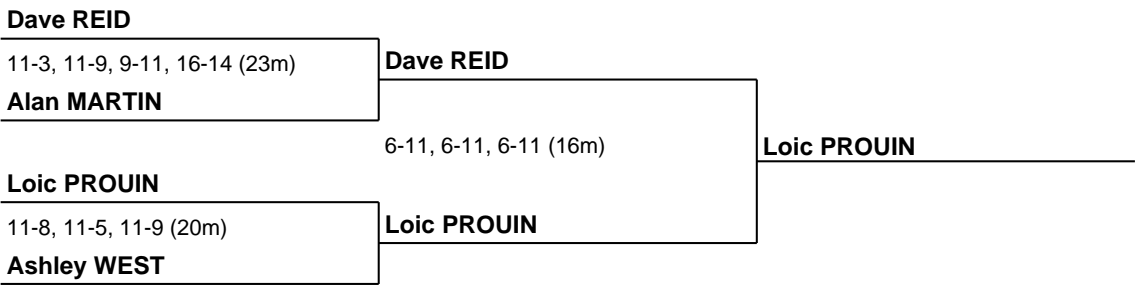 Dave REID
11-3, 11-9, 9-11, 16-14 (23m)
Alan MARTIN
Dave REID
6-11, 6-11, 6-11 (16m)
Loic PROUIN
Loic PROUIN
11-8, 11-5, 11-9 (20m)
Ashley WEST
Loic PROUIN